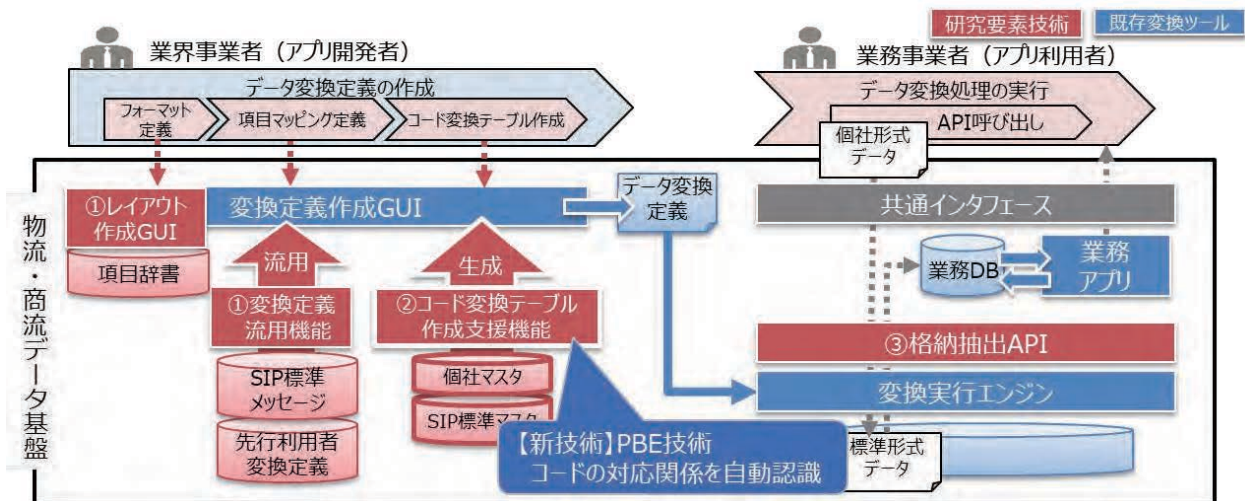 研究要素技術
既存変換ツール
業界事業者（アプリ開発者）
業務事業者（アプリ利用者）
データ変換定義の作成
フォーマット
定義
項目マッピング定義
コード変換テーブル作成
データ変換処理の実行
API呼び出し
個社形式
データ
物流・商流データ基盤
①レイアウト
作成GUI
項目辞書
変換定義作成GUI
データ変換
定義
流用
生成
①変換定義
流用機能
②コード変換テーブル
作成支援機能
SIP標準
メッセージ
先行利用者
変換定義
個社マスタ
SIP標準マスタ
【新技術】PBE技術
コードの対応関係を自動認識
共通インタフェース
業務DB
業務
アプリ
③格納抽出API
変換実行エンジン
標準形式
データ